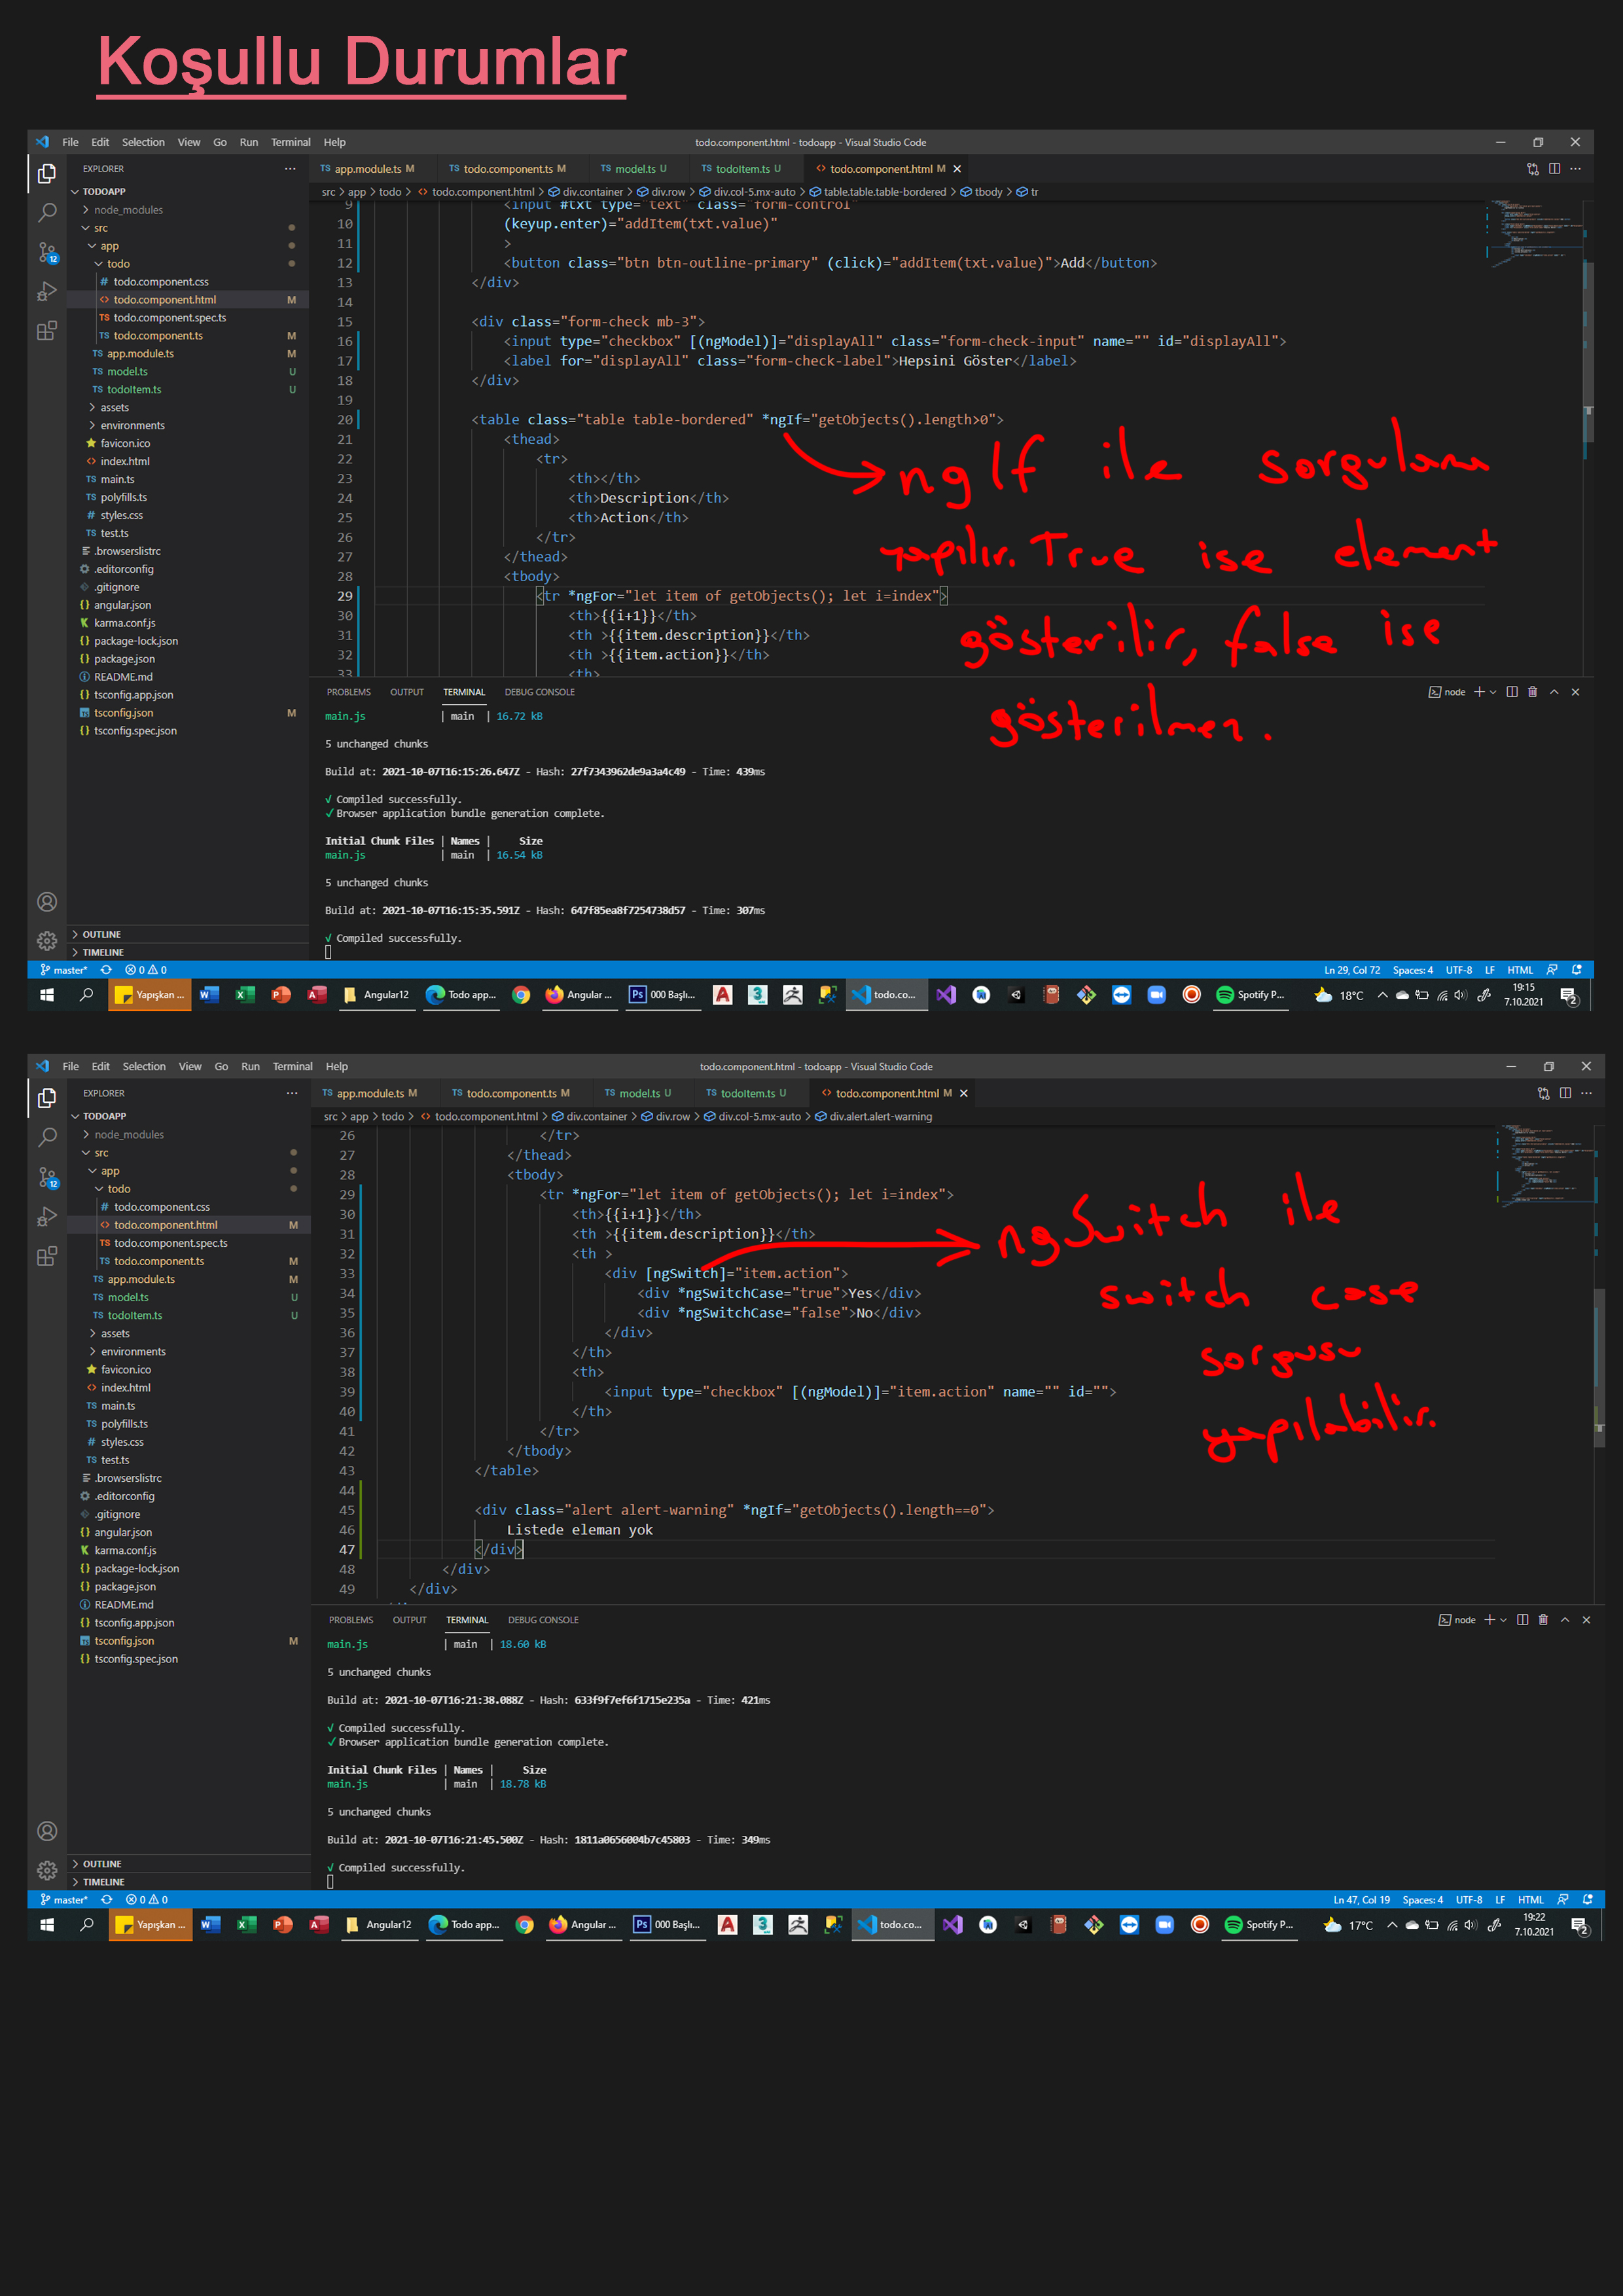 Koşullu Durumlar
File Edit Selection View Go Run Terminal Help
todo.component.html - todoapp - Visual Studio Code
EXPLORER
TS app.module.ts M
TS todo.component.ts M
TS model.ts U
TS todoItem.ts U
<> todo.component.html M
src > app > todo > <> todo.component.html > div.container > div.row > div.col-5.mx-auto > table.table.table-bordered > tbody > tr
TODOAPP
node_modules
src
app
todo
# todo.component.css
<> todo.component.html M
TS todo.component.spec.ts
TS todo.component.ts M
TS app.module.ts M
TS model.ts U
TS todoItem.ts U
assets
environments
favicon.ico
<> index.html
TS main.ts
TS polyfills.ts
# styles.css
TS test.ts
.browserslistrc
.editorconfig
.gitignore
{} angular.json
karma.conf.js
{} package-lock.json
{} package.json
README.md
{} tsconfig.app.json
tsconfig.json M
{} tsconfig.spec.json
OUTLINE
TIMELINE
9 <input #txt type="text" class="form-control"
10 (keyup.enter)="addItem(txt.value)"
11 >
12 <button class="btn btn-outline-primary" (click)="addItem(txt.value)">Add</button>
13 </div>
14
15 <div class="form-check mb-3">
16 <input type="checkbox" [(ngModel)]="displayAll" class="form-check-input" name="" id="displayAll">
17 <label for="displayAll" class="form-check-label">Hepsini Göster</label>
18 </div>
19
20 <table class="table table-bordered" *ngIf="getObjects().length>0">
21 <thead>
22 <tr>
23 <th></th>
24 <th>Description</th>
25 <th>Action</th>
26 </tr>
27 </thead>
28 <tbody>
29 <tr *ngFor="let item of getObjects(); let i=index">
30 <th>{{i+1}}</th>
31 <th >{{item.description}}</th>
32 <th >{{item.action}}</th>
33 <th>
ngIf ile sorgulama
yapılır. True ise element
gösterilir, false ise
gösterilmez.
PROBLEMS OUTPUT TERMINAL DEBUG CONSOLE
node
main.js | main | 16.72 kB
5 unchanged chunks
Build at: 2021-10-07T16:15:26.647Z - Hash: 27f7343962de9a3a4c49 - Time: 439ms
√ Compiled successfully.
✓ Browser application bundle generation complete.
Initial Chunk Files | Names | Size
main.js | main | 16.54 kB
5 unchanged chunks
Build at: 2021-10-07T16:15:35.591Z - Hash: 647f85ea8f7254738d57 - Time: 307ms
√ Compiled successfully.
master* 0 0
Ln 29, Col 72 Spaces: 4 UTF-8 LF HTML
Yapışkan ... Angular12 Todo app... Angular ... Ps 000 Başlı... todo.co... Spotify P... 18°C
19:15
7.10.2021
2
File Edit Selection View Go Run Terminal Help
todo.component.html - todoapp - Visual Studio Code
EXPLORER
TS app.module.ts M
TS todo.component.ts M
TS model.ts U
TS todoItem.ts U
<> todo.component.html M
src > app > todo > <> todo.component.html > div.container > div.row > div.col-5.mx-auto > div.alert.alert-warning
TODOAPP
node_modules
src
app
todo
# todo.component.css
<> todo.component.html M
TS todo.component.spec.ts
TS todo.component.ts M
TS app.module.ts M
TS model.ts U
TS todoItem.ts U
assets
environments
favicon.ico
<> index.html
TS main.ts
TS polyfills.ts
# styles.css
TS test.ts
.browserslistrc
.editorconfig
.gitignore
{} angular.json
karma.conf.js
{} package-lock.json
{} package.json
README.md
{} tsconfig.app.json
tsconfig.json M
{} tsconfig.spec.json
OUTLINE
TIMELINE
26 </tr>
27 </thead>
28 <tbody>
29 <tr *ngFor="let item of getObjects(); let i=index">
30 <th>{{i+1}}</th>
31 <th >{{item.description}}</th>
32 <th >
33 <div [ngSwitch]="item.action">
34 <div *ngSwitchCase="true">Yes</div>
35 <div *ngSwitchCase="false">No</div>
36 </div>
37 </th>
38 <th>
39 <input type="checkbox" [(ngModel)]="item.action" name="" id="">
40 </th>
41 </tr>
42 </tbody>
43 </table>
44
45 <div class="alert alert-warning" *ngIf="getObjects().length==0">
46 Listede eleman yok
47 </div>
48 </div>
49 </div>
ngSwitch ile
switch case
sorgusu
yapılabilir.
PROBLEMS OUTPUT TERMINAL DEBUG CONSOLE
node
main.js | main | 18.60 kB
5 unchanged chunks
Build at: 2021-10-07T16:21:38.088Z - Hash: 633f9f7ef6f1715e235a - Time: 421ms
√ Compiled successfully.
✓ Browser application bundle generation complete.
Initial Chunk Files | Names | Size
main.js | main | 18.78 kB
5 unchanged chunks
Build at: 2021-10-07T16:21:45.500Z - Hash: 1811a0656004b7c45803 - Time: 349ms
√ Compiled successfully.
master* 0 0
Ln 47, Col 19 Spaces: 4 UTF-8 LF HTML
Yapışkan ... Angular12 Todo app... Angular ... Ps 000 Başlı... todo.co... Spotify P... 17°C
19:22
7.10.2021
2